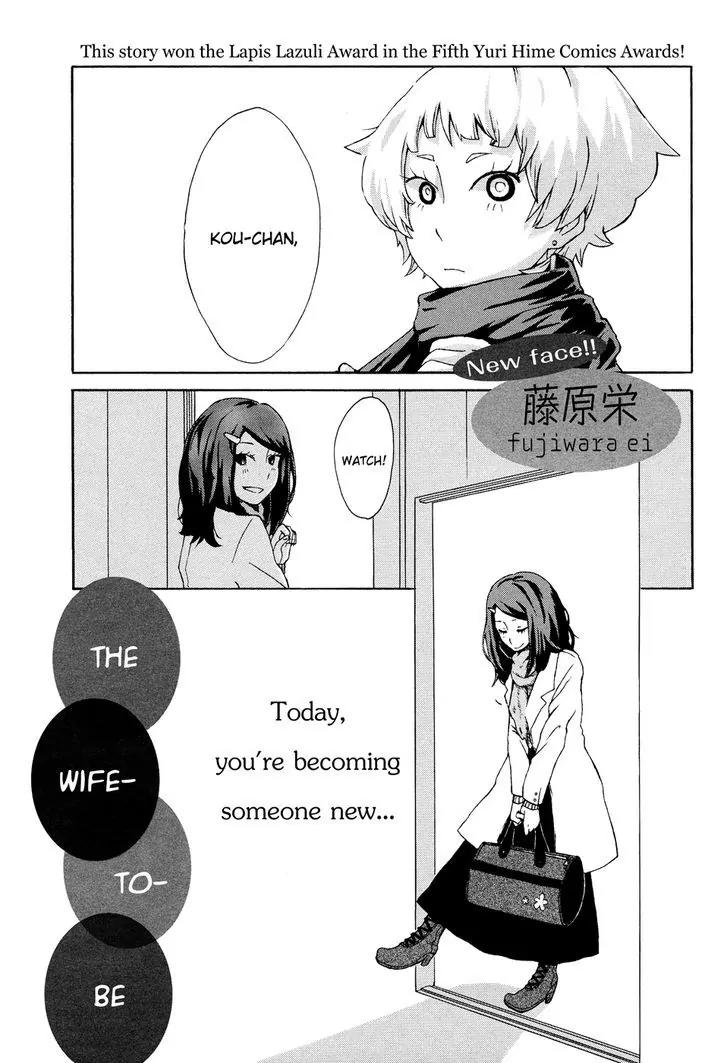 This story won the Lapis Lazuli Award in the Fifth Yuri Hime Comics Awards!
KOU-CHAN,
New face!!
藤原栄
fujiwara ei
WATCH!
THE
WIFE-
TO-
BE
Today,
you're becoming
someone new...